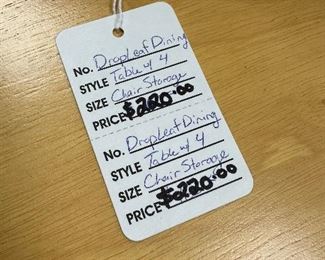 No. Dropleaf Dining
STYLE Table w/ 4
SIZE Chair Storage
PRICE $220.00
No. Dropleaf Dining
STYLE Table w/ 4
SIZE Chair Storage
PRICE $220.00